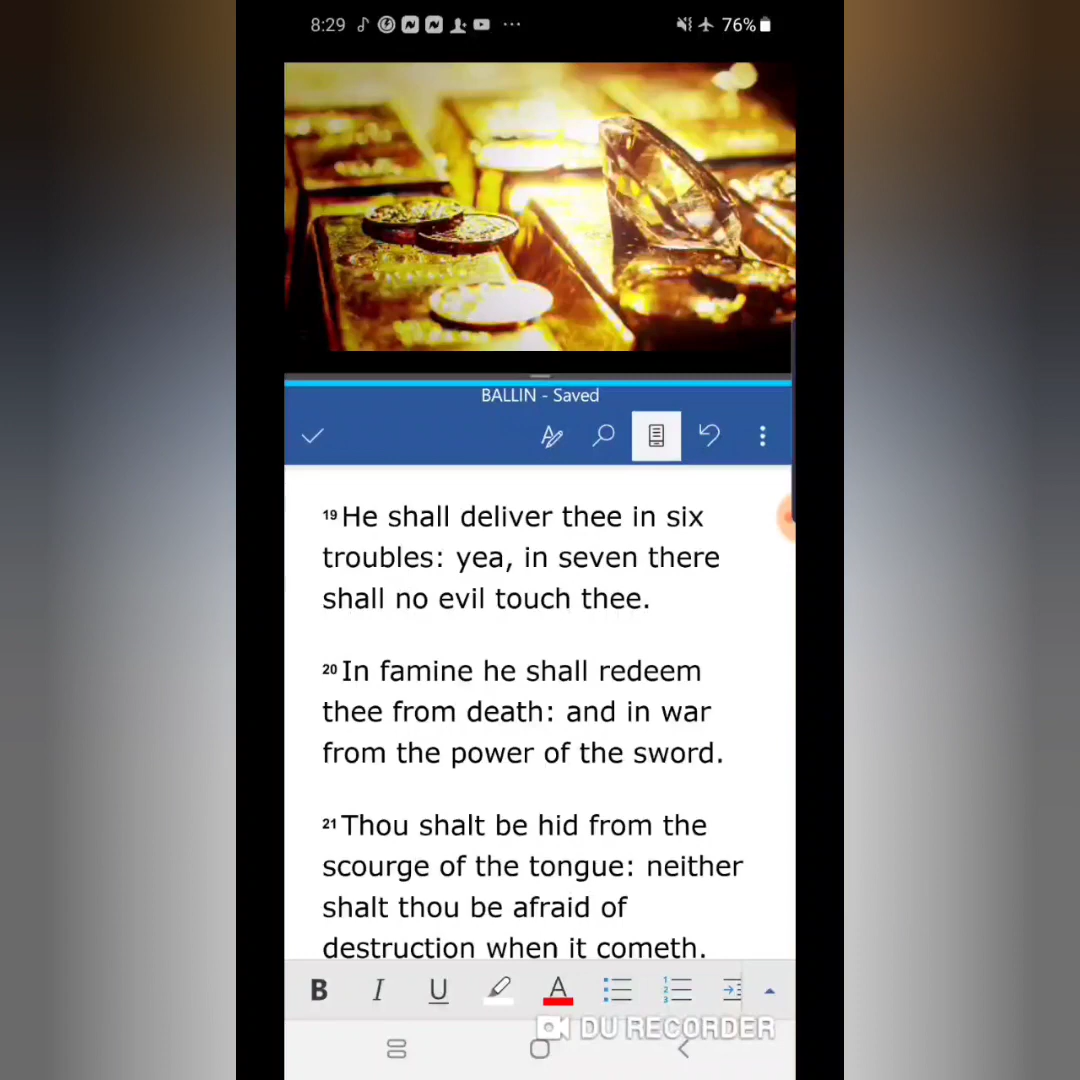 8:29 76%
BALLIN - Saved
19 He shall deliver thee in six
troubles: yea, in seven there
shall no evil touch thee.
20 In famine he shall redeem
thee from death: and in war
from the power of the sword.
21 Thou shalt be hid from the
scourge of the tongue: neither
shalt thou be afraid of
destruction when it cometh.
B I U A
DU RECORDER